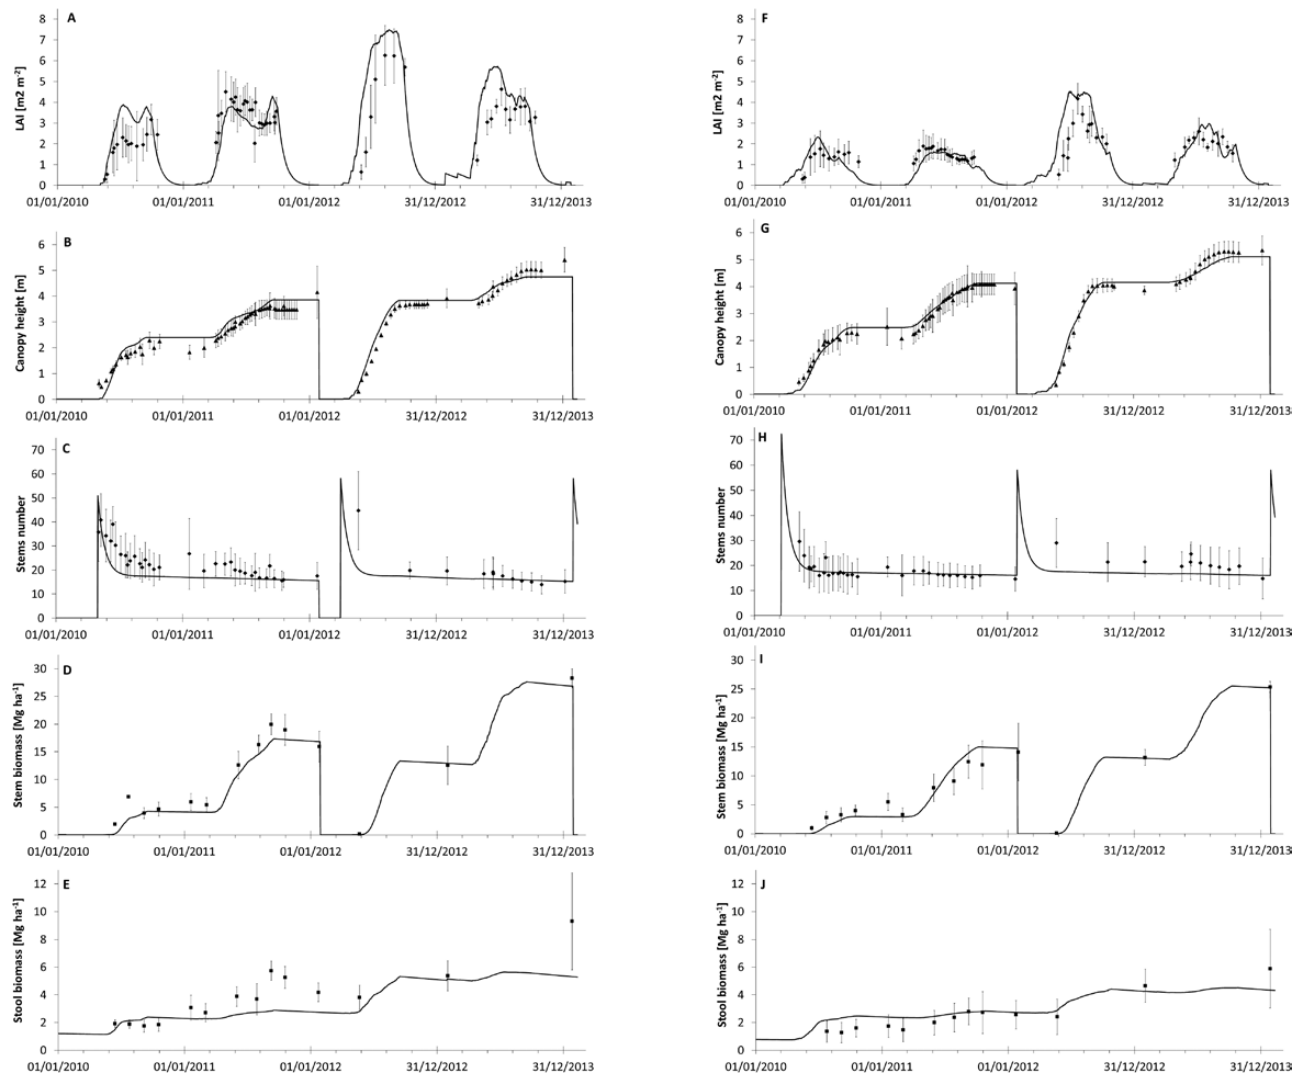 A
LAI [m2 m⁻²]
8
7
6
5
4
3
2
1
0
01/01/2010 01/01/2011 01/01/2012 31/12/2012 31/12/2013
F
LAI [m2 m⁻²]
8
7
6
5
4
3
2
1
0
01/01/2010 01/01/2011 01/01/2012 31/12/2012 31/12/2013
B
Canopy height [m]
6
5
4
3
2
1
0
01/01/2010 01/01/2011 01/01/2012 31/12/2012 31/12/2013
G
Canopy height [m]
6
5
4
3
2
1
0
01/01/2010 01/01/2011 01/01/2012 31/12/2012 31/12/2013
C
Stems number
70
60
50
40
30
20
10
0
01/01/2010 01/01/2011 01/01/2012 31/12/2012 31/12/2013
H
Stems number
70
60
50
40
30
20
10
0
01/01/2010 01/01/2011 01/01/2012 31/12/2012 31/12/2013
D
Stem biomass [Mg ha⁻¹]
30
25
20
15
10
5
0
01/01/2010 01/01/2011 01/01/2012 31/12/2012 31/12/2013
I
Stem biomass [Mg ha⁻¹]
30
25
20
15
10
5
0
01/01/2010 01/01/2011 01/01/2012 31/12/2012 31/12/2013
E
Stool biomass [Mg ha⁻¹]
12
10
8
6
4
2
0
01/01/2010 01/01/2011 01/01/2012 31/12/2012 31/12/2013
J
Stool biomass [Mg ha⁻¹]
12
10
8
6
4
2
0
01/01/2010 01/01/2011 01/01/2012 31/12/2012 31/12/2013